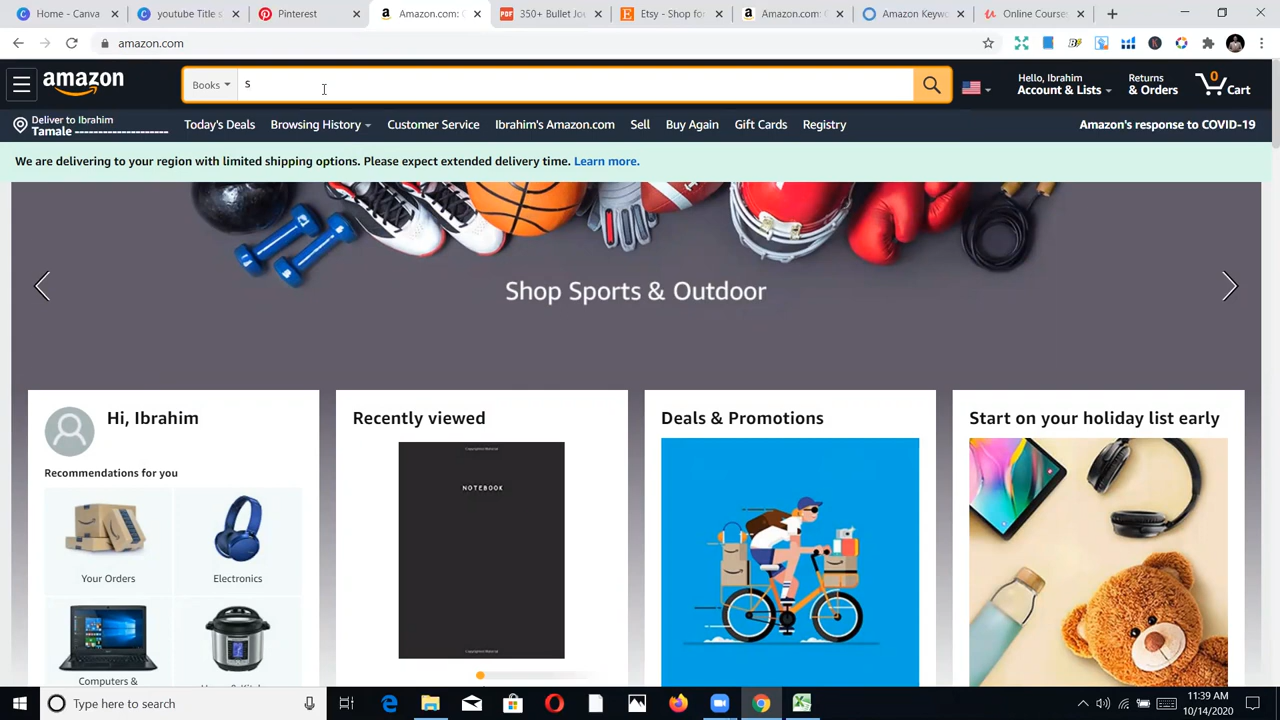 Canva: C
youtube Title s
Pinterest
Amazon.com: C
350+ Bullet Jou
Etsy - Shop for
Amazon.com: C
Amazon Keywo
Online Courses
amazon.com
amazon
Books
S
Hello, Ibrahim
Account & Lists
Returns
& Orders
0
Cart
Deliver to Ibrahim
Tamale
Today's Deals
Browsing History
Customer Service
Ibrahim's Amazon.com
Sell
Buy Again
Gift Cards
Registry
Amazon's response to COVID-19
We are delivering to your region with limited shipping options. Please expect extended delivery time. Learn more.
Shop Sports & Outdoor
Hi, Ibrahim
Recommendations for you
Your Orders
Electronics
Computers &
Recently viewed
NOTEBOOK
Deals & Promotions
Start on your holiday list early
Type here to search
11:39 AM
10/14/2020